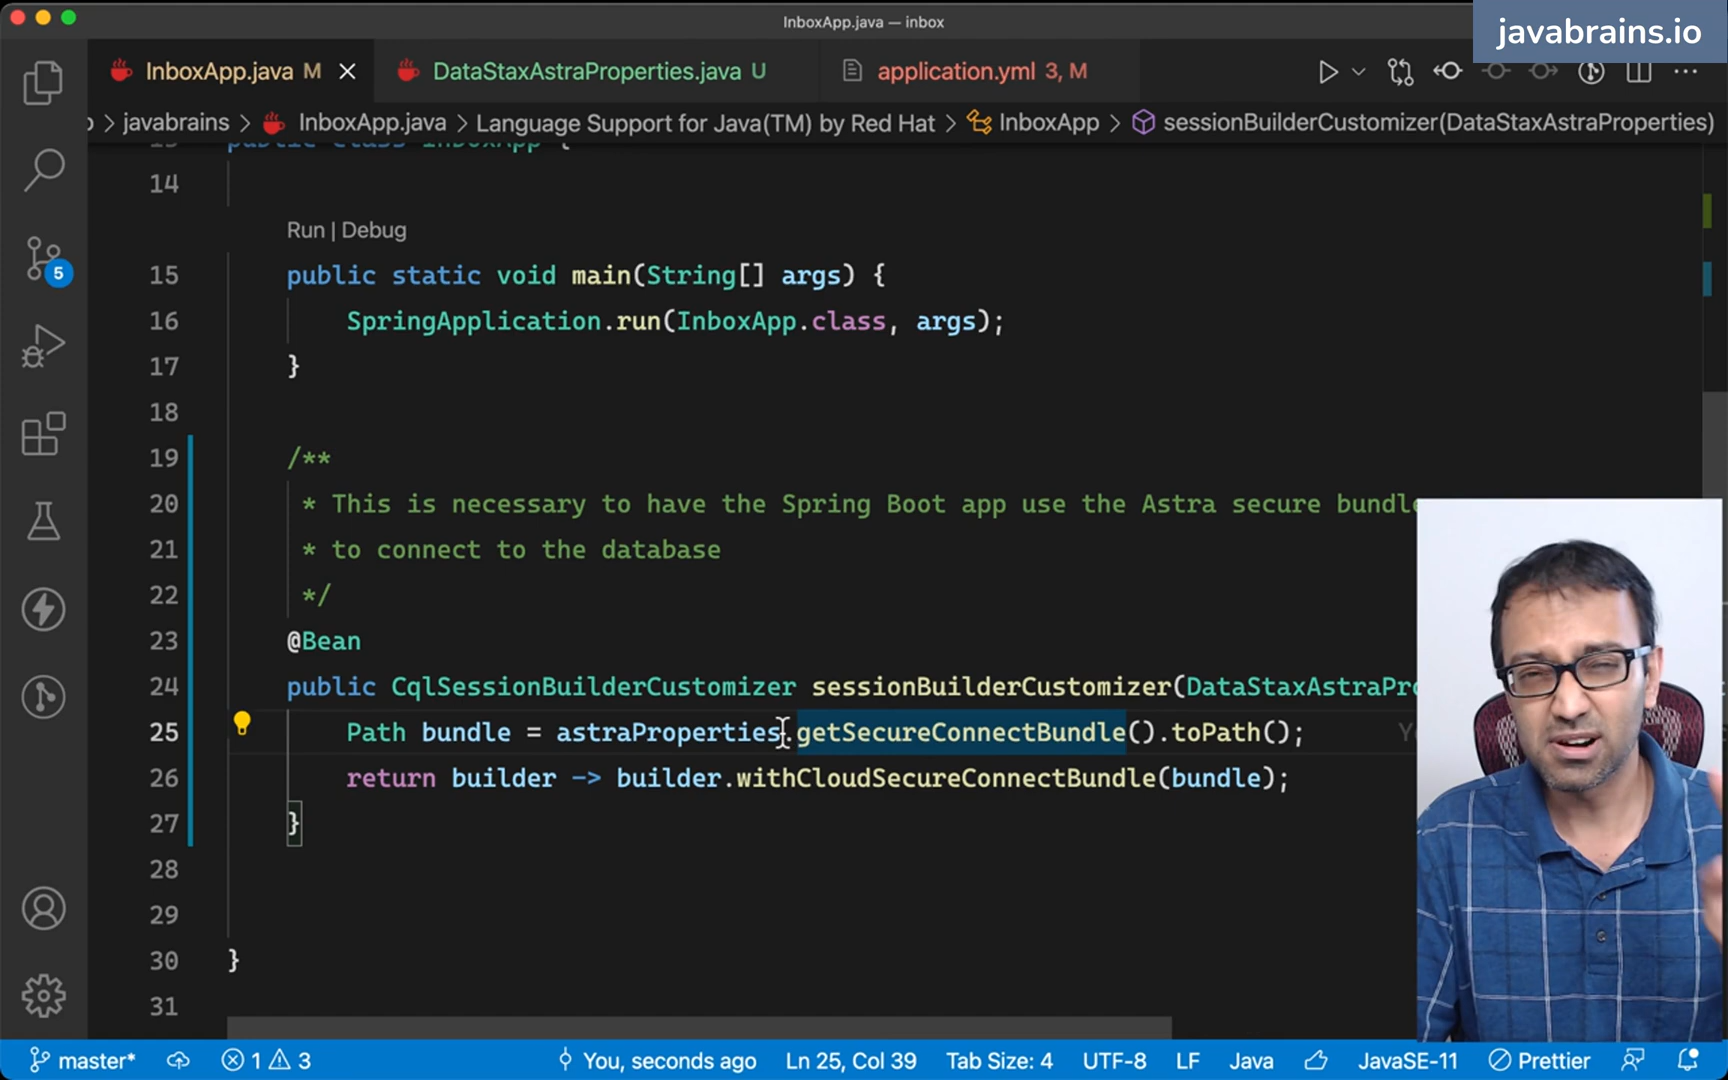 InboxApp.java — inbox
javabrains.io
InboxApp.java M
DataStaxAstraProperties.java U
application.yml 3, M
javabrains > InboxApp.java > Language Support for Java(TM) by Red Hat > InboxApp > sessionBuilderCustomizer(DataStaxAstraProperties)
public class InboxApp {
14
Run | Debug
15 public static void main(String[] args) {
16 SpringApplication.run(InboxApp.class, args);
17 }
18
19 /**
20 * This is necessary to have the Spring Boot app use the Astra secure bundle
21 * to connect to the database
22 */
23 @Bean
24 public CqlSessionBuilderCustomizer sessionBuilderCustomizer(DataStaxAstraPro
25 Path bundle = astraProperties.getSecureConnectBundle().toPath();
26 return builder -> builder.withCloudSecureConnectBundle(bundle);
27 }
28
29
30 }
31
5
master* 1 3 You, seconds ago Ln 25, Col 39 Tab Size: 4 UTF-8 LF Java JavaSE-11 Prettier